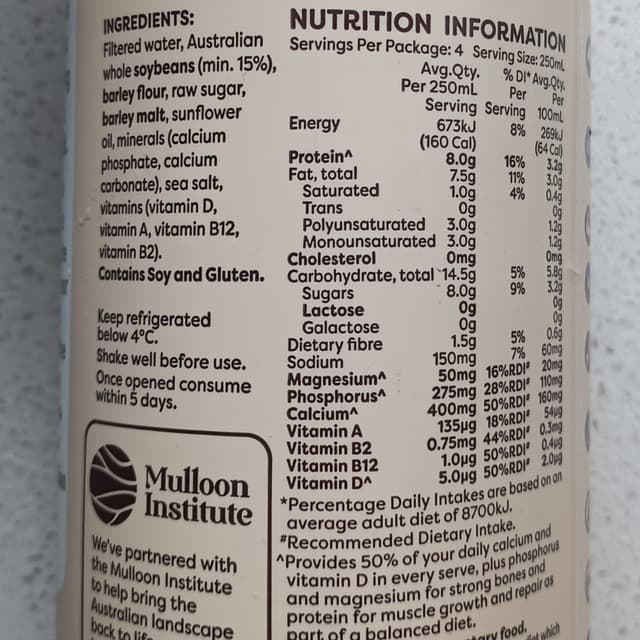 INGREDIENTS:
Filtered water, Australian
whole soybeans (min. 15%),
barley flour, raw sugar,
barley malt, sunflower
oil, minerals (calcium
phosphate, calcium
carbonate), sea salt,
vitamins (vitamin D,
vitamin A, vitamin B12,
vitamin B2).
Contains Soy and Gluten.
Keep refrigerated
below 4°C.
Shake well before use.
Once opened consume
within 5 days.
Mulloon
Institute
We've partnered with
the Mulloon Institute
to help bring the
Australian landscape
back to
NUTRITION INFORMATION
Servings Per Package: 4 Serving Size: 250mL
Avg.Qty. % DI* Avg.Qty.
Per 250mL Per Per
Serving Serving 100mL
Energy 673kJ 8% 269kJ
(160 Cal) (64 Cal)
Protein^ 8.0g 16% 3.2g
Fat, total 7.5g 11% 3.0g
Saturated 1.0g 4% 0.4g
Trans 0g 0g
Polyunsaturated 3.0g 1.2g
Monounsaturated 3.0g 1.2g
Cholesterol 0mg 0mg
Carbohydrate, total 14.5g 5% 5.8g
Sugars 8.0g 9% 3.2g
Lactose 0g 0g
Galactose 0g 0g
Dietary fibre 1.5g 5% 0.6g
Sodium 150mg 7% 60mg
Magnesium^ 50mg 16%RDI# 20mg
Phosphorus^ 275mg 28%RDI# 110mg
Calcium^ 400mg 50%RDI# 160mg
Vitamin A 135µg 18%RDI# 54µg
Vitamin B2 0.75mg 44%RDI# 0.3mg
Vitamin B12 1.0µg 50%RDI# 0.4µg
Vitamin D^ 5.0µg 50%RDI# 2.0µg
*Percentage Daily Intakes are based on an
average adult diet of 8700kJ.
#Recommended Dietary Intake.
^Provides 50% of your daily calcium and
vitamin D in every serve, plus phosphorus
and magnesium for strong bones and
protein for muscle growth and repair as
part of a balanced diet.
food.
which